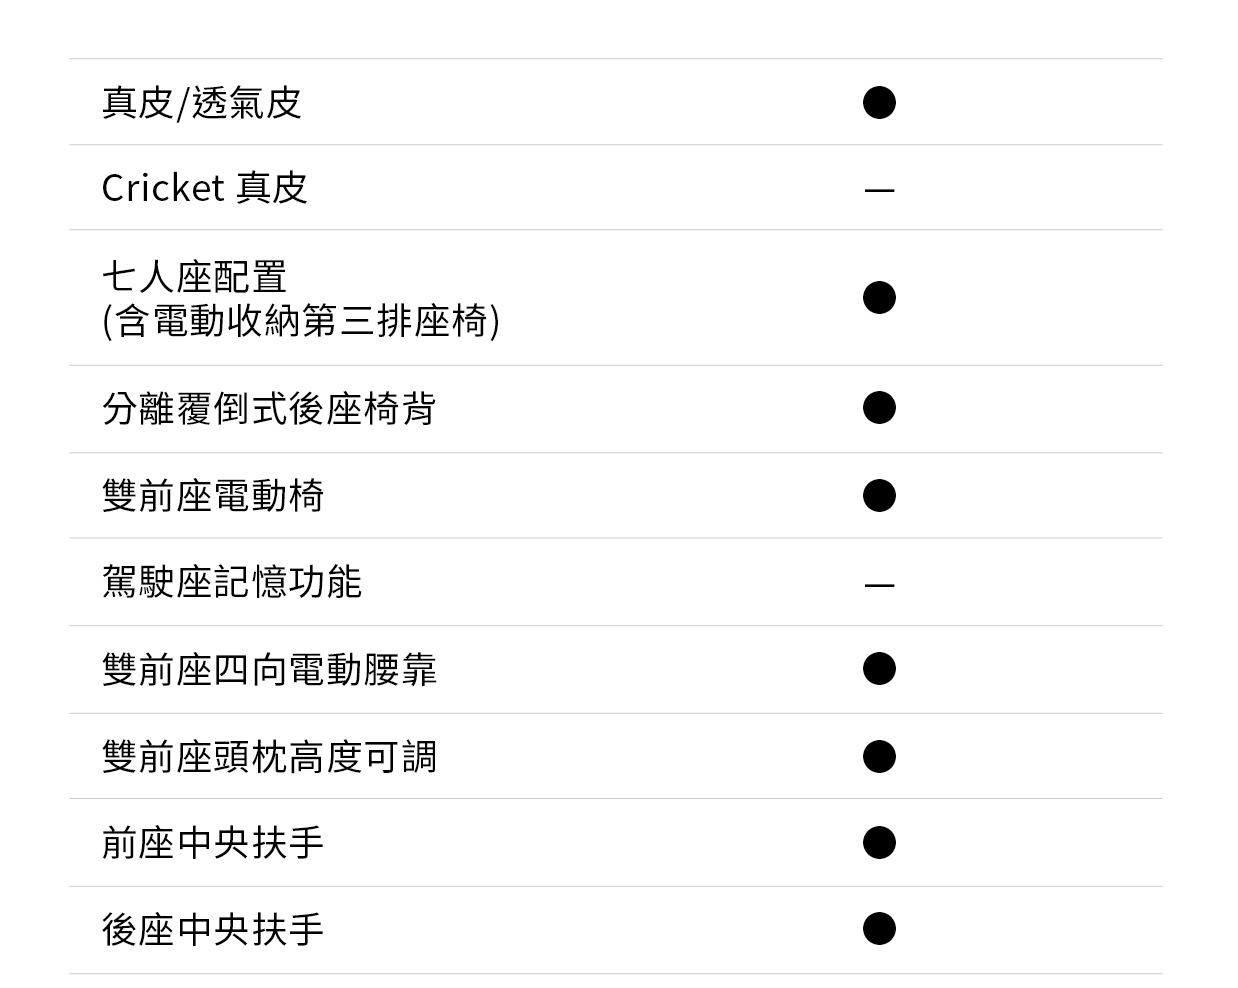 真皮/透氣皮 ●
Cricket 真皮 —
七人座配置
(含電動收納第三排座椅) ●
分離覆倒式後座椅背 ●
雙前座電動椅 ●
駕駛座記憶功能 —
雙前座四向電動腰靠 ●
雙前座頭枕高度可調 ●
前座中央扶手 ●
後座中央扶手 ●